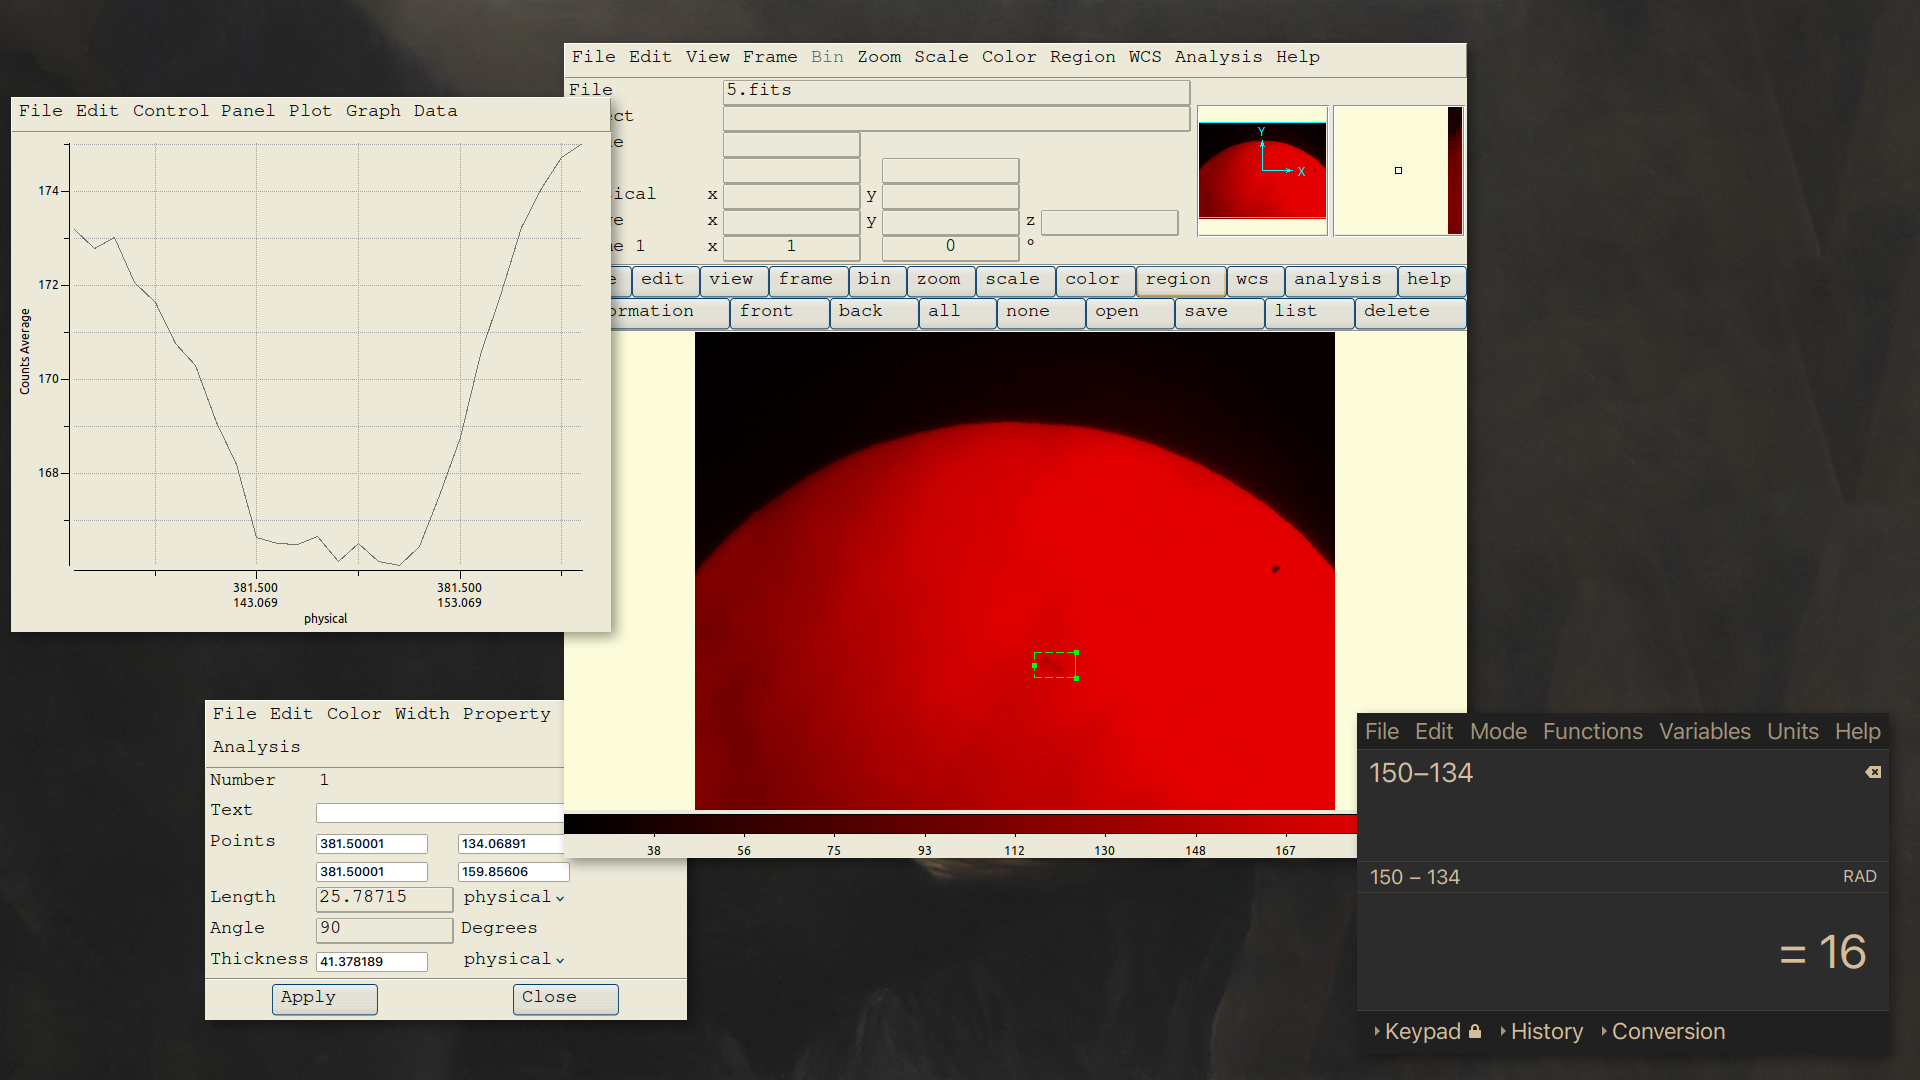 File Edit View Frame Bin Zoom Scale Color Region WCS Analysis Help
File 5.fits
ct
e
ical x y
e x y z
e 1 x 1 0 °
Y
X
e edit view frame bin zoom scale color region wcs analysis help
ormation front back all none open save list delete
38 56 75 93 112 130 148 167
File Edit Control Panel Plot Graph Data
Counts Average
174
172
170
168
381.500 381.500
143.069 153.069
physical
File Edit Color Width Property
Analysis
Number 1
Text
Points 381.50001 134.06891
381.50001 159.85606
Length 25.78715 physical
Angle 90 Degrees
Thickness 41.378189 physical
Apply Close
File Edit Mode Functions Variables Units Help
150−134
150 − 134 RAD
= 16
Keypad History Conversion